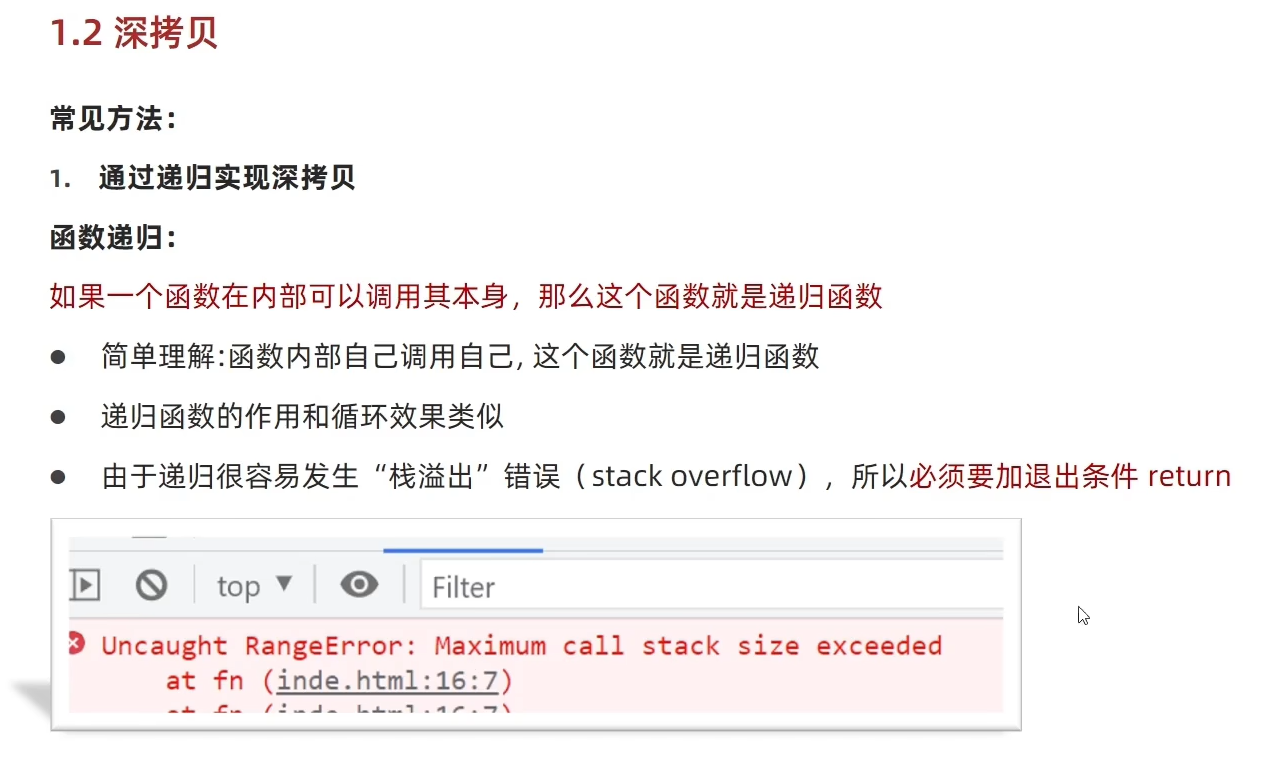 1.2 深拷贝
常见方法：
1. 通过递归实现深拷贝
函数递归：
如果一个函数在内部可以调用其本身，那么这个函数就是递归函数
● 简单理解:函数内部自己调用自己, 这个函数就是递归函数
● 递归函数的作用和循环效果类似
● 由于递归很容易发生“栈溢出”错误（stack overflow），所以必须要加退出条件 return
top ▼ Filter
Uncaught RangeError: Maximum call stack size exceeded
at fn (inde.html:16:7)
at fn (inde.html:16:7)